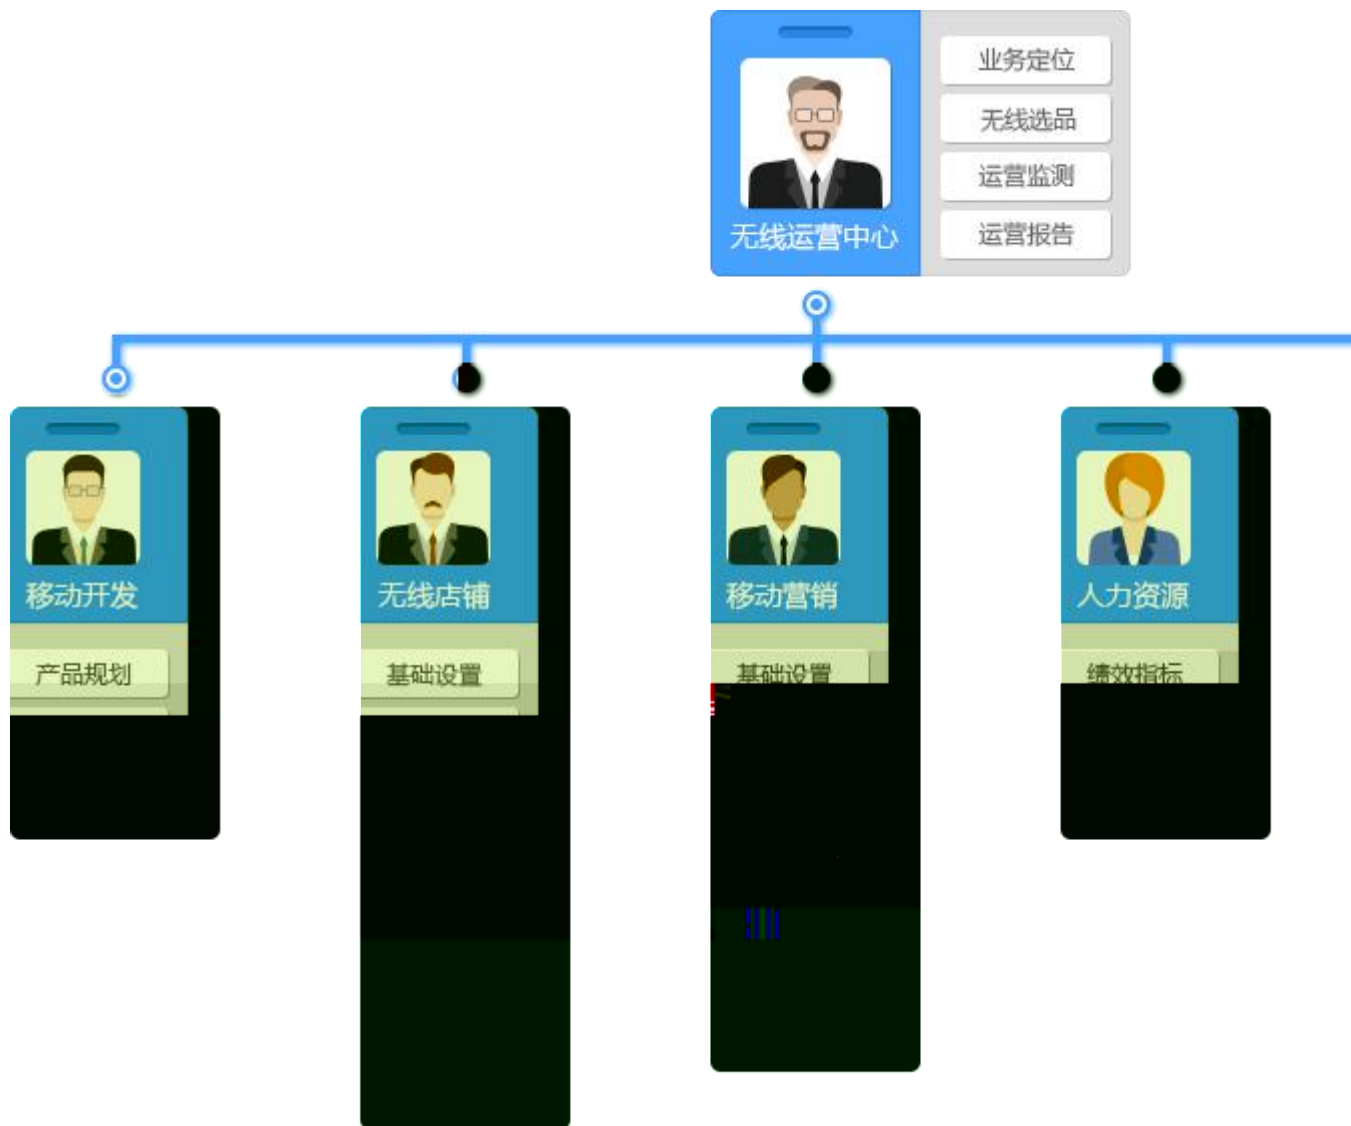 业务定位
无线选品
运营监测
运营报告
无线运营中心
移动开发
无线店铺
移动营销
人力资源
产品规划
基础设置
基础设置
绩效指标